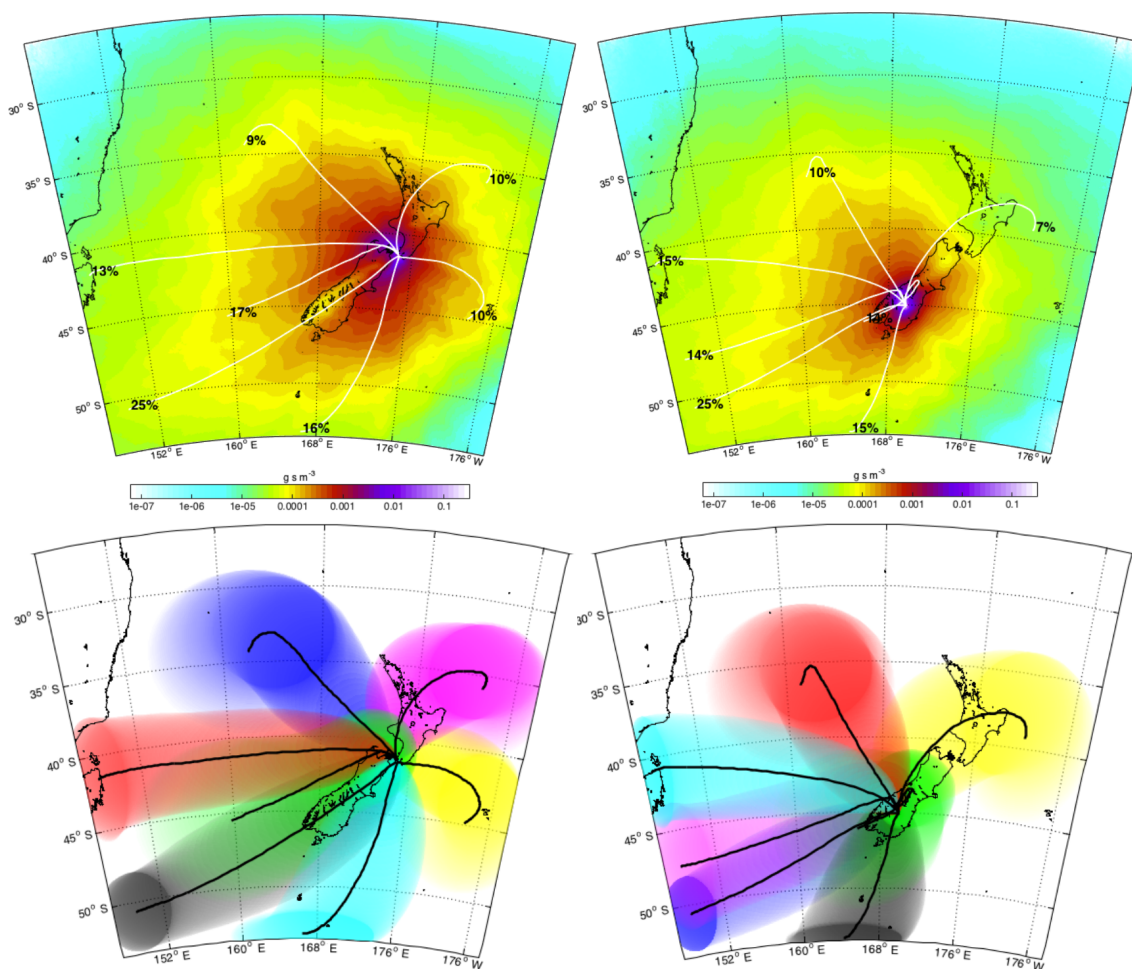 30° S
35° S
40° S
45° S
50° S
152° E
160° E
168° E
176° E
176° W
9%
10%
13%
17%
10%
25%
16%
30° S
35° S
40° S
45° S
50° S
152° E
160° E
168° E
176° E
176° W
10%
7%
15%
14%
14%
25%
15%
g s m⁻³
1e-07 1e-06 1e-05 0.0001 0.001 0.01 0.1
g s m⁻³
1e-07 1e-06 1e-05 0.0001 0.001 0.01 0.1
30° S
35° S
40° S
45° S
50° S
152° E
160° E
168° E
176° E
176° W
30° S
35° S
40° S
45° S
50° S
152° E
160° E
168° E
176° E
176° W